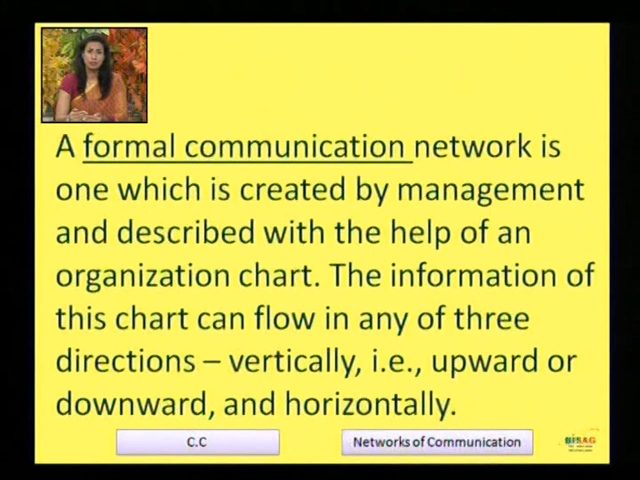 A formal communication network is
one which is created by management
and described with the help of an
organization chart. The information of
this chart can flow in any of three
directions – vertically, i.e., upward or
downward, and horizontally.
C.C
Networks of Communication
BISAG